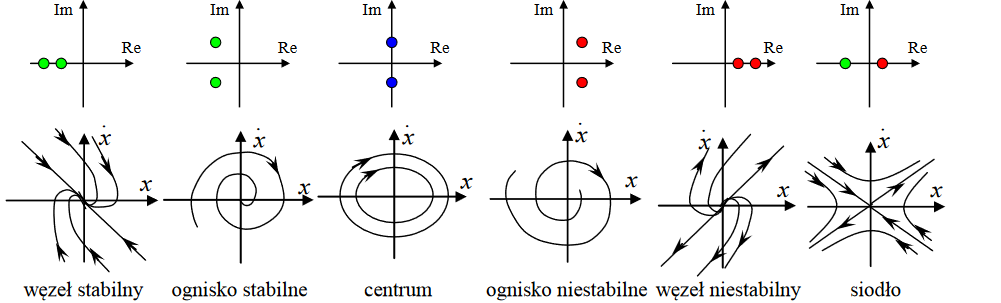 Im Im Im Im Im Im
Re Re Re Re Re Re
ẋ ẋ ẋ ẋ ẋ ẋ
x x x x x x
węzeł stabilny ognisko stabilne centrum ognisko niestabilne węzeł niestabilny siodło